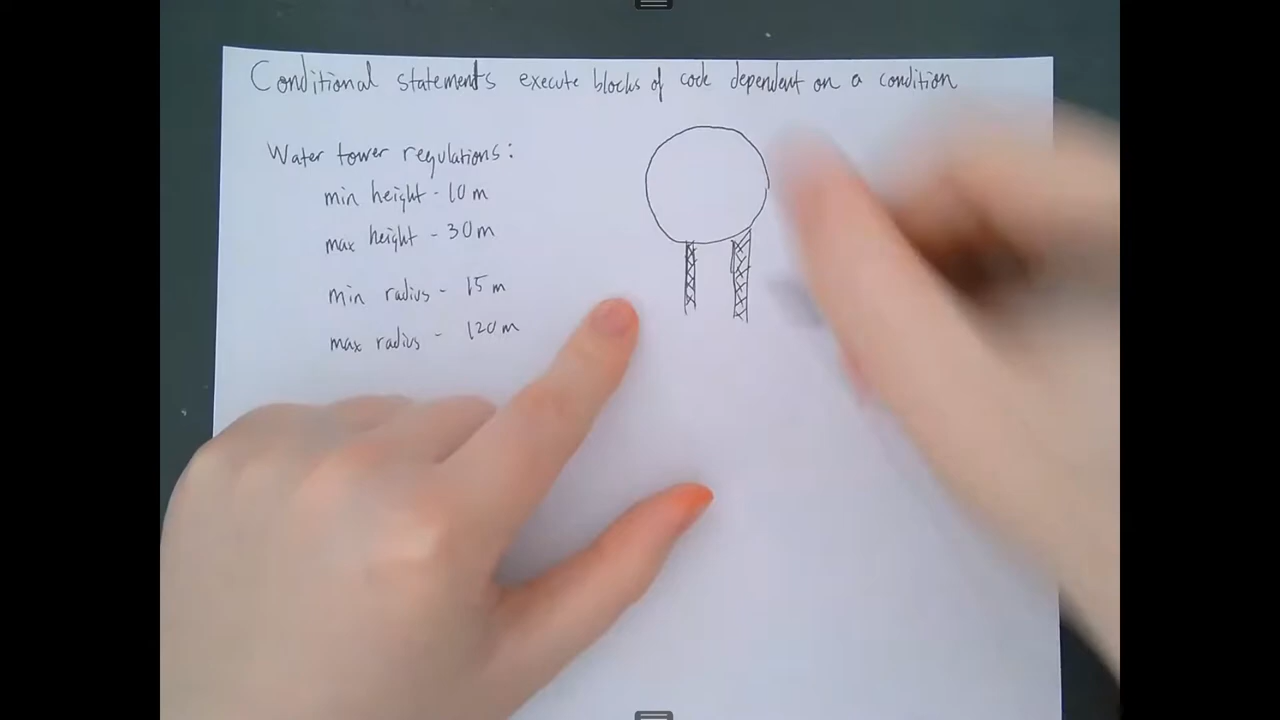 Conditional statements execute blocks of code dependent on a condition
Water tower regulations:
min height - 10 m
max height - 30 m
min radius - 15 m
max radius - 120 m